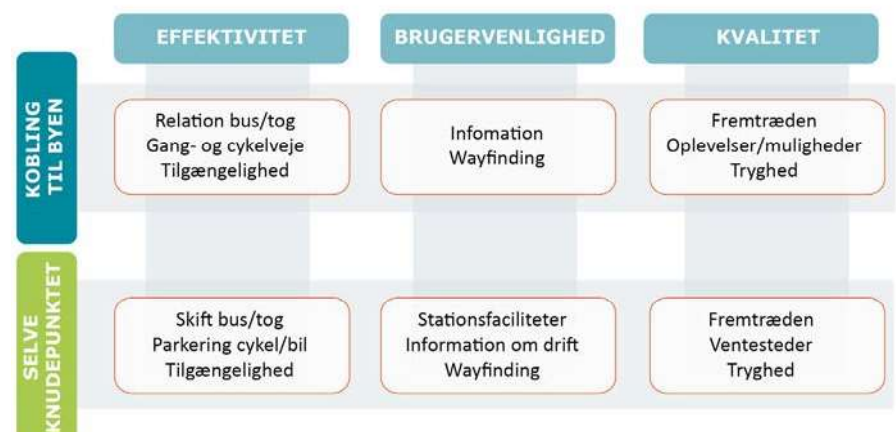 EFFEKTIVITET
BRUGERVENLIGHED
KVALITET
KOBLING
TIL BYEN
Relation bus/tog
Gang- og cykelveje
Tilgængelighed
Infomation
Wayfinding
Fremtræden
Oplevelser/muligheder
Tryghed
SELVE
KNUDEPUNKTET
Skift bus/tog
Parkering cykel/bil
Tilgængelighed
Stationsfaciliteter
Information om drift
Wayfinding
Fremtræden
Ventesteder
Tryghed